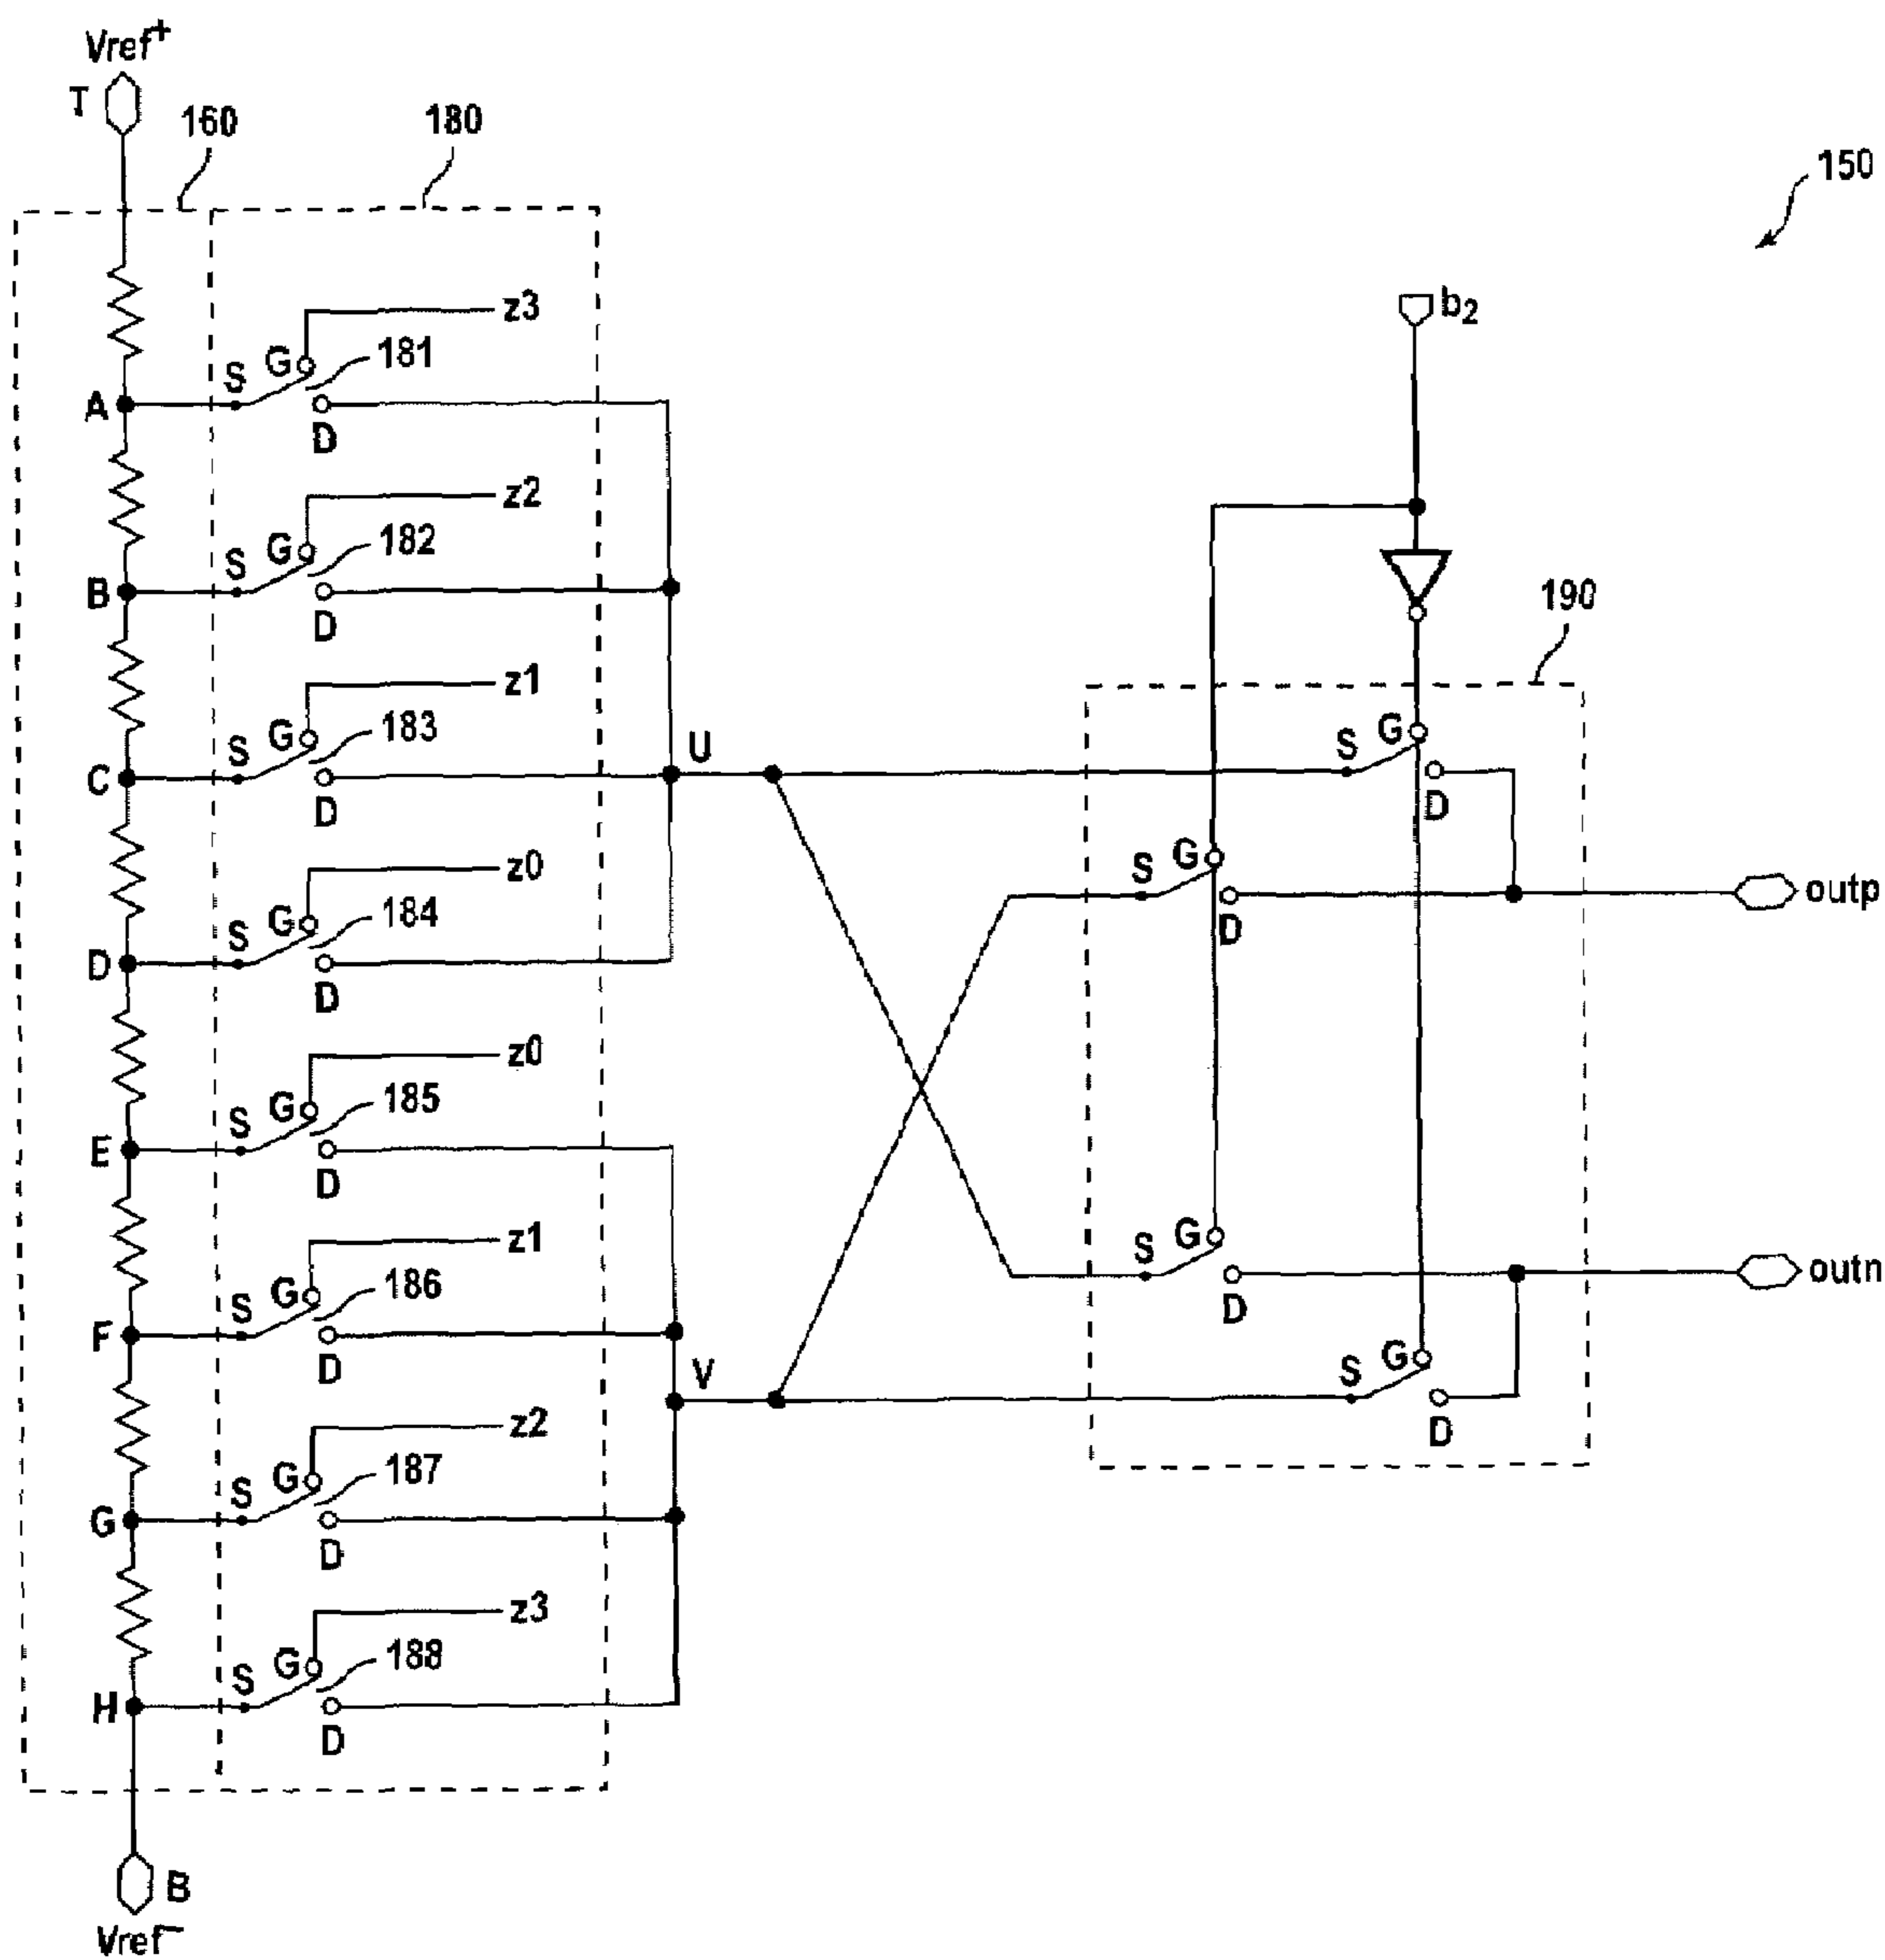 Vref+
T
160
180
150
z3
G
181
S
A
D
b2
z2
G
182
S
B
D
190
z1
G
183
S
C
D
U
S
G
D
z0
G
184
S
D
D
S
G
D
outp
z0
G
185
S
E
D
z1
G
186
S
F
D
S
G
D
outn
V
S
G
D
z2
G
187
S
G
D
z3
G
188
S
H
D
B
Vref−